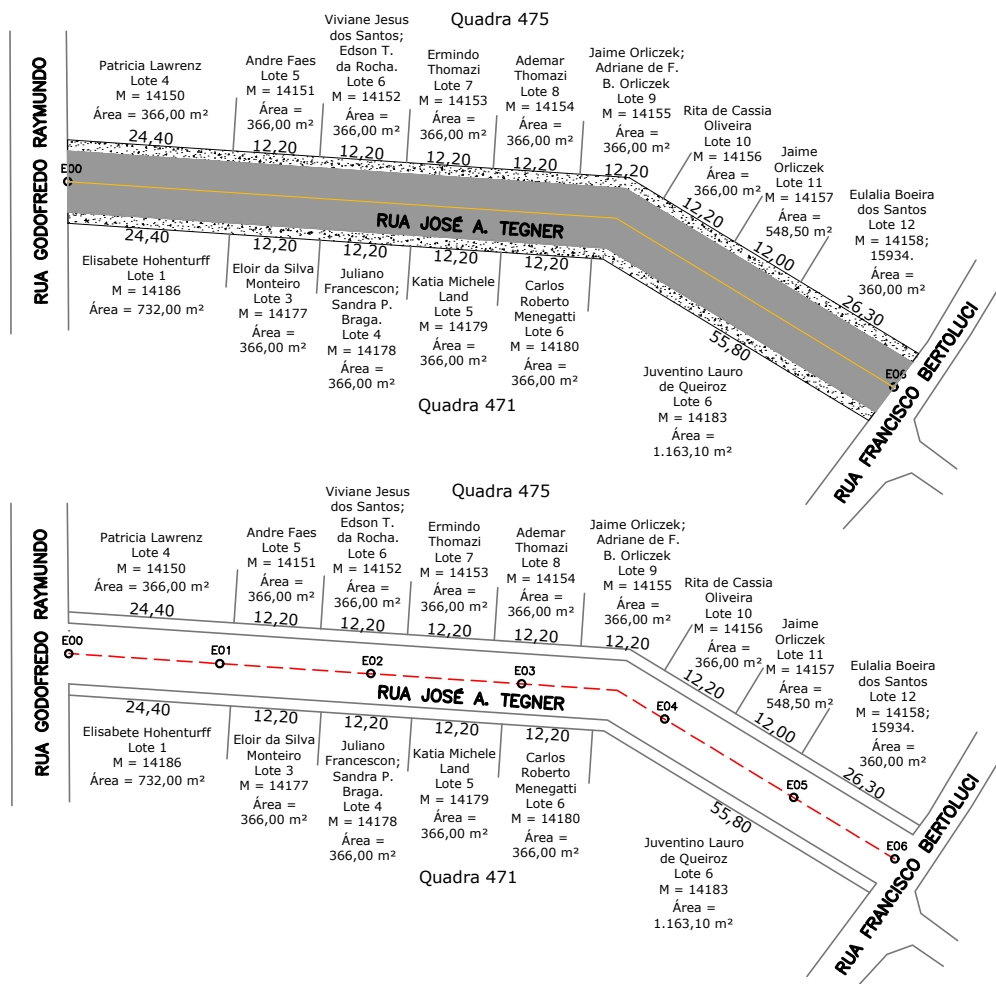 Quadra 475
RUA GODOFREDO RAYMUNDO
Patricia Lawrenz
Lote 4
M = 14150
Área = 366,00 m²
24,40
Andre Faes
Lote 5
M = 14151
Área =
366,00 m²
12,20
Viviane Jesus
dos Santos;
Edson T.
da Rocha.
Lote 6
M = 14152
Área =
366,00 m²
12,20
Ermindo
Thomazi
Lote 7
M = 14153
Área =
366,00 m²
12,20
Ademar
Thomazi
Lote 8
M = 14154
Área =
366,00 m²
12,20
Jaime Orliczek;
Adriane de F.
B. Orliczek
Lote 9
M = 14155
Área =
366,00 m²
12,20
Rita de Cassia
Oliveira
Lote 10
M = 14156
Área =
366,00 m²
12,20
Jaime
Orliczek
Lote 11
M = 14157
Área =
548,50 m²
12,00
Eulalia Boeira
dos Santos
Lote 12
M = 14158;
15934.
Área =
360,00 m²
26,30
E00
RUA JOSÉ A. TEGNER
E06
RUA FRANCISCO BERTOLUCI
24,40
Elisabete Hohenturff
Lote 1
M = 14186
Área = 732,00 m²
12,20
Eloir da Silva
Monteiro
Lote 3
M = 14177
Área =
366,00 m²
12,20
Juliano
Francescon;
Sandra P.
Braga.
Lote 4
M = 14178
Área =
366,00 m²
12,20
Katia Michele
Land
Lote 5
M = 14179
Área =
366,00 m²
12,20
Carlos
Roberto
Menegatti
Lote 6
M = 14180
Área =
366,00 m²
55,80
Juventino Lauro
de Queiroz
Lote 6
M = 14183
Área =
1.163,10 m²
Quadra 471
Quadra 475
RUA GODOFREDO RAYMUNDO
Patricia Lawrenz
Lote 4
M = 14150
Área = 366,00 m²
24,40
Andre Faes
Lote 5
M = 14151
Área =
366,00 m²
12,20
Viviane Jesus
dos Santos;
Edson T.
da Rocha.
Lote 6
M = 14152
Área =
366,00 m²
12,20
Ermindo
Thomazi
Lote 7
M = 14153
Área =
366,00 m²
12,20
Ademar
Thomazi
Lote 8
M = 14154
Área =
366,00 m²
12,20
Jaime Orliczek;
Adriane de F.
B. Orliczek
Lote 9
M = 14155
Área =
366,00 m²
12,20
Rita de Cassia
Oliveira
Lote 10
M = 14156
Área =
366,00 m²
12,20
Jaime
Orliczek
Lote 11
M = 14157
Área =
548,50 m²
12,00
Eulalia Boeira
dos Santos
Lote 12
M = 14158;
15934.
Área =
360,00 m²
26,30
E00
E01
E02
E03
E04
E05
E06
RUA JOSÉ A. TEGNER
RUA FRANCISCO BERTOLUCI
24,40
Elisabete Hohenturff
Lote 1
M = 14186
Área = 732,00 m²
12,20
Eloir da Silva
Monteiro
Lote 3
M = 14177
Área =
366,00 m²
12,20
Juliano
Francescon;
Sandra P.
Braga.
Lote 4
M = 14178
Área =
366,00 m²
12,20
Katia Michele
Land
Lote 5
M = 14179
Área =
366,00 m²
12,20
Carlos
Roberto
Menegatti
Lote 6
M = 14180
Área =
366,00 m²
55,80
Juventino Lauro
de Queiroz
Lote 6
M = 14183
Área =
1.163,10 m²
Quadra 471